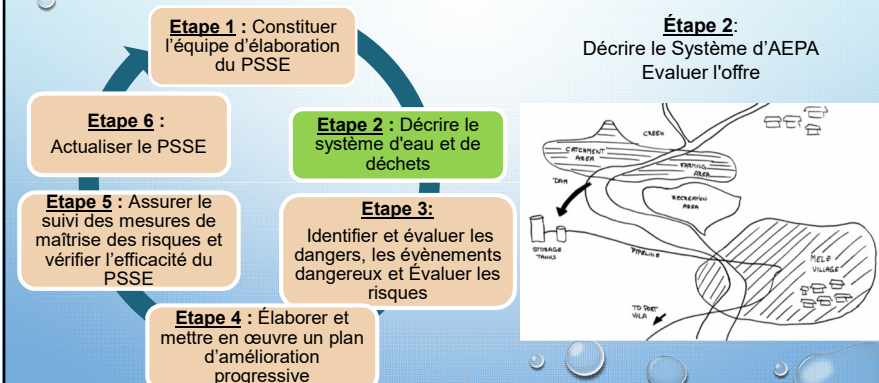 Etape 1 : Constituer
l'équipe d'élaboration
du PSSE
Etape 2 : Décrire le
système d'eau et de
déchets
Etape 3:
Identifier et évaluer les
dangers, les évènements
dangereux et Évaluer les
risques
Etape 4 : Élaborer et
mettre en œuvre un plan
d'amélioration
progressive
Etape 5 : Assurer le
suivi des mesures de
maîtrise des risques et
vérifier l'efficacité du
PSSE
Etape 6 :
Actualiser le PSSE
Étape 2:
Décrire le Système d'AEPA
Evaluer l'offre
CREEK
CATCHMENT
AREA
FARMING
AREA
DAM
RECREATION
AREA
STORAGE
TANKS
PIPELINE
MELE
VILLAGE
TO PORT
VILA